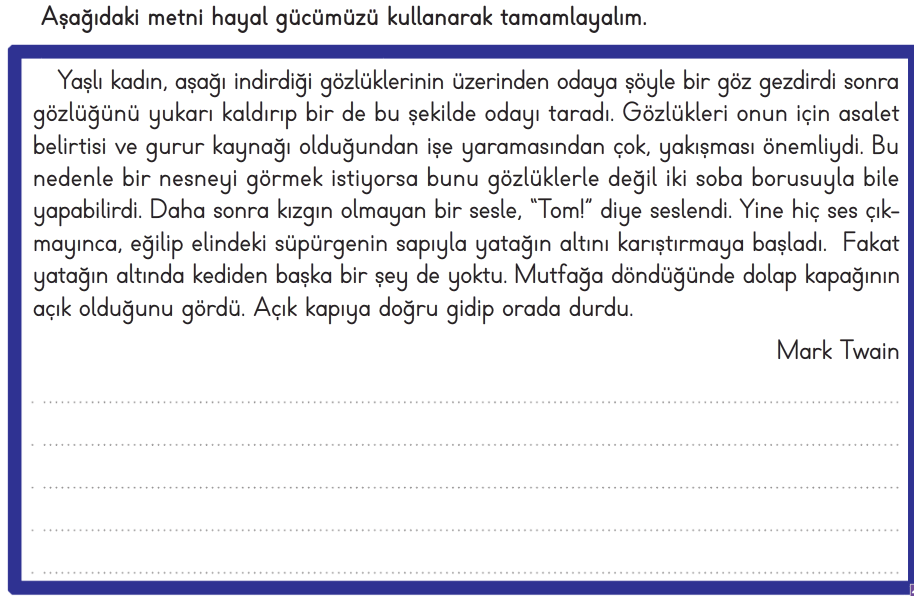 Aşağıdaki metni hayal gücümüzü kullanarak tamamlayalım.
Yaşlı kadın, aşağı indirdiği gözlüklerinin üzerinden odaya şöyle bir göz gezdirdi sonra
gözlüğünü yukarı kaldırıp bir de bu şekilde odayı taradı. Gözlükleri onun için asalet
belirtisi ve gurur kaynağı olduğundan işe yaramasından çok, yakışması önemliydi. Bu
nedenle bir nesneyi görmek istiyorsa bunu gözlüklerle değil iki soba borusuyla bile
yapabilirdi. Daha sonra kızgın olmayan bir sesle, “Tom!” diye seslendi. Yine hiç ses çık-
mayınca, eğilip elindeki süpürgenin sapıyla yatağın altını karıştırmaya başladı. Fakat
yatağın altında kediden başka bir şey de yoktu. Mutfağa döndüğünde dolap kapağının
açık olduğunu gördü. Açık kapıya doğru gidip orada durdu.
Mark Twain